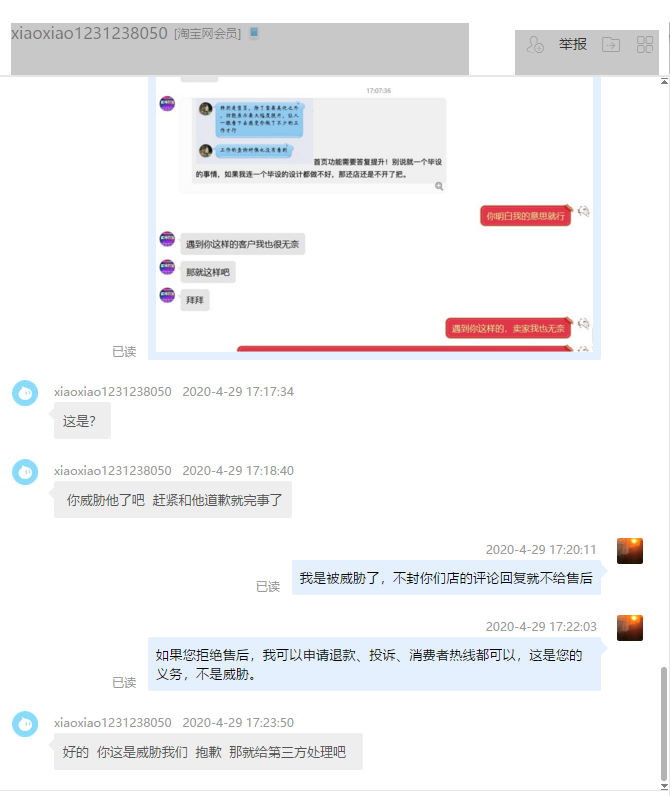 xiaoxiao1231238050 [淘宝网会员]
举报
17:07:36
首页功能需要答复提升！别说就一个毕设
的事情，如果我连一个毕设的设计都做不好，那还店还是不开了把。
你明白我的意思就行
遇到你这样的客户我也很无奈
那就这样吧
拜拜
遇到你这样的，卖家我也无奈
已读
xiaoxiao1231238050 2020-4-29 17:17:34
这是？
xiaoxiao1231238050 2020-4-29 17:18:40
你威胁他了吧 赶紧和他道歉就完事了
2020-4-29 17:20:11
已读
我是被威胁了，不封你们店的评论回复就不给售后
2020-4-29 17:22:03
如果您拒绝售后，我可以申请退款、投诉、消费者热线都可以，这是您的
义务，不是威胁。
已读
xiaoxiao1231238050 2020-4-29 17:23:50
好的 你这是威胁我们 抱歉 那就给第三方处理吧